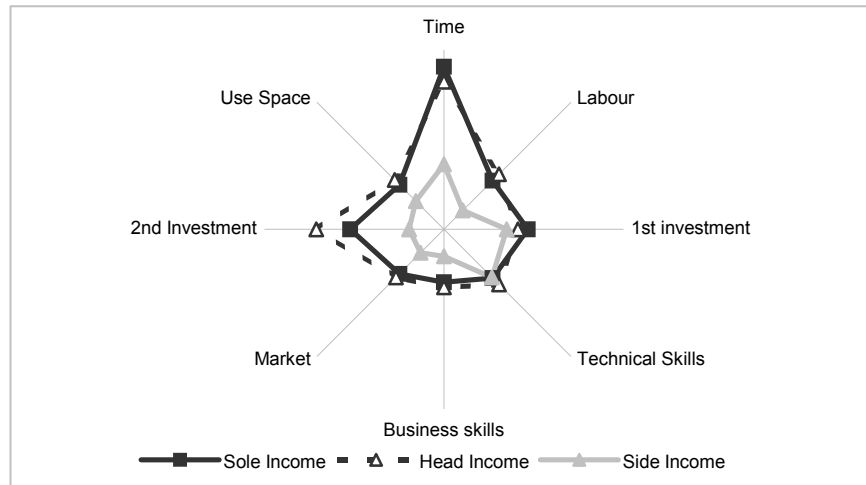 Time
Use Space
Labour
2nd Investment
1st investment
Market
Technical Skills
Business skills
Sole Income
Head Income
Side Income